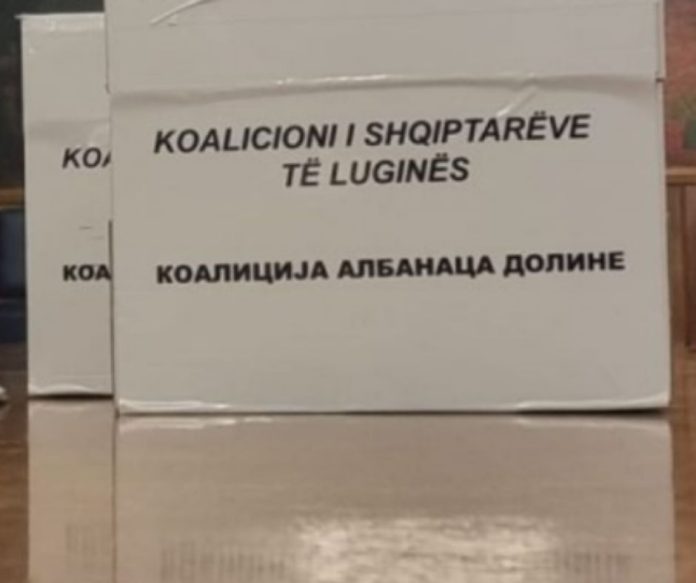 KOALICIONI I SHQIPTARËVE
TË LUGINËS
КОАЛИЦИЈА АЛБАНАЦА ДОЛИНЕ